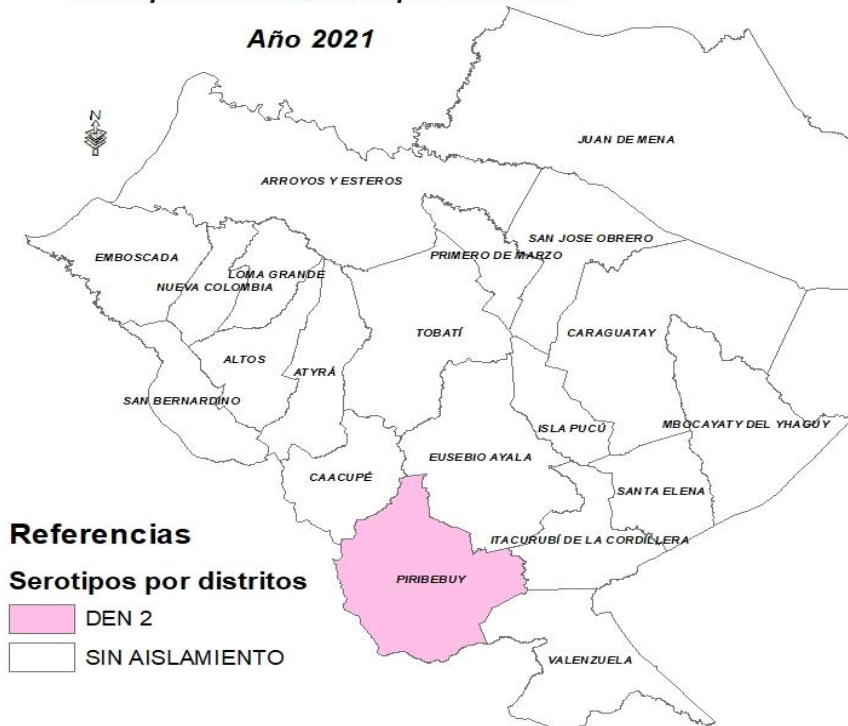 Año 2021
N
JUAN DE MENA
ARROYOS Y ESTEROS
SAN JOSE OBRERO
EMBOSCADA
PRIMERO DE MARZO
LOMA GRANDE
NUEVA COLOMBIA
TOBATÍ
CARAGUATAY
ALTOS
ATYRÁ
SAN BERNARDINO
ISLA PUCÚ
MBOCAYATY DEL YHAGUY
EUSEBIO AYALA
CAACUPÉ
SANTA ELENA
ITACURUBÍ DE LA CORDILLERA
PIRIBEBUY
VALENZUELA
Referencias
Serotipos por distritos
DEN 2
SIN AISLAMIENTO